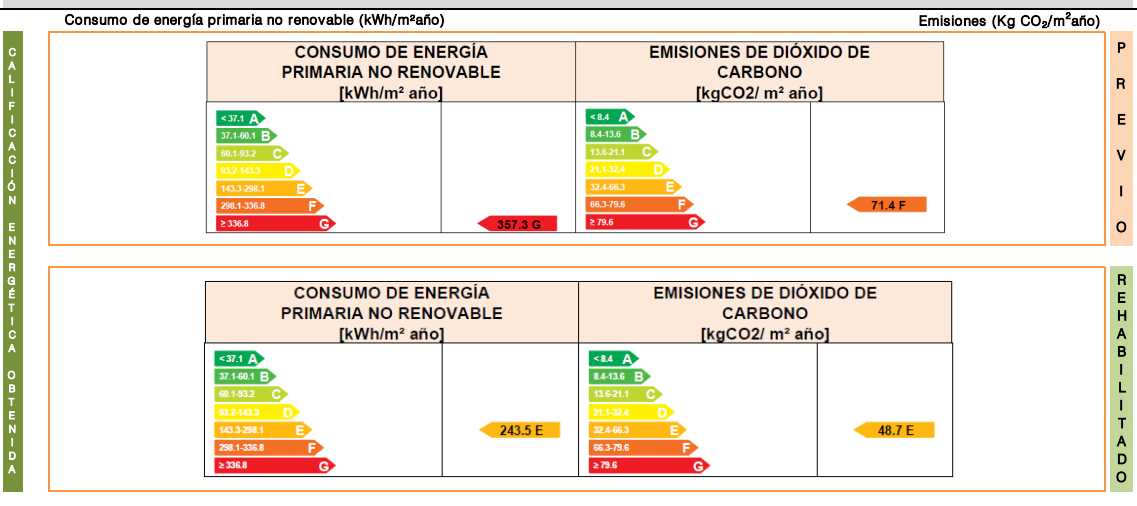 Consumo de energía primaria no renovable (kWh/m²año)
Emisiones (Kg CO₂/m²año)
CALIFICACIÓN ENERGÉTICA OBTENIDA
PREVIO
CONSUMO DE ENERGÍA
PRIMARIA NO RENOVABLE
[kWh/m² año]
EMISIONES DE DIÓXIDO DE
CARBONO
[kgCO2/ m² año]
<37.1 A
37.1-60.1 B
60.1-93.2 C
93.2-143.3 D
143.3-298.1 E
298.1-336.8 F
≥ 336.8 G
357.3 G
<8.4 A
8.4-13.6 B
13.6-21.1 C
21.1-32.4 D
32.4-66.3 E
66.3-79.6 F
≥ 79.6 G
71.4 F
REHABILITADO
CONSUMO DE ENERGÍA
PRIMARIA NO RENOVABLE
[kWh/m² año]
EMISIONES DE DIÓXIDO DE
CARBONO
[kgCO2/ m² año]
<37.1 A
37.1-60.1 B
60.1-93.2 C
93.2-143.3 D
143.3-298.1 E
298.1-336.8 F
≥ 336.8 G
243.5 E
<8.4 A
8.4-13.6 B
13.6-21.1 C
21.1-32.4 D
32.4-66.3 E
66.3-79.6 F
≥ 79.6 G
48.7 E